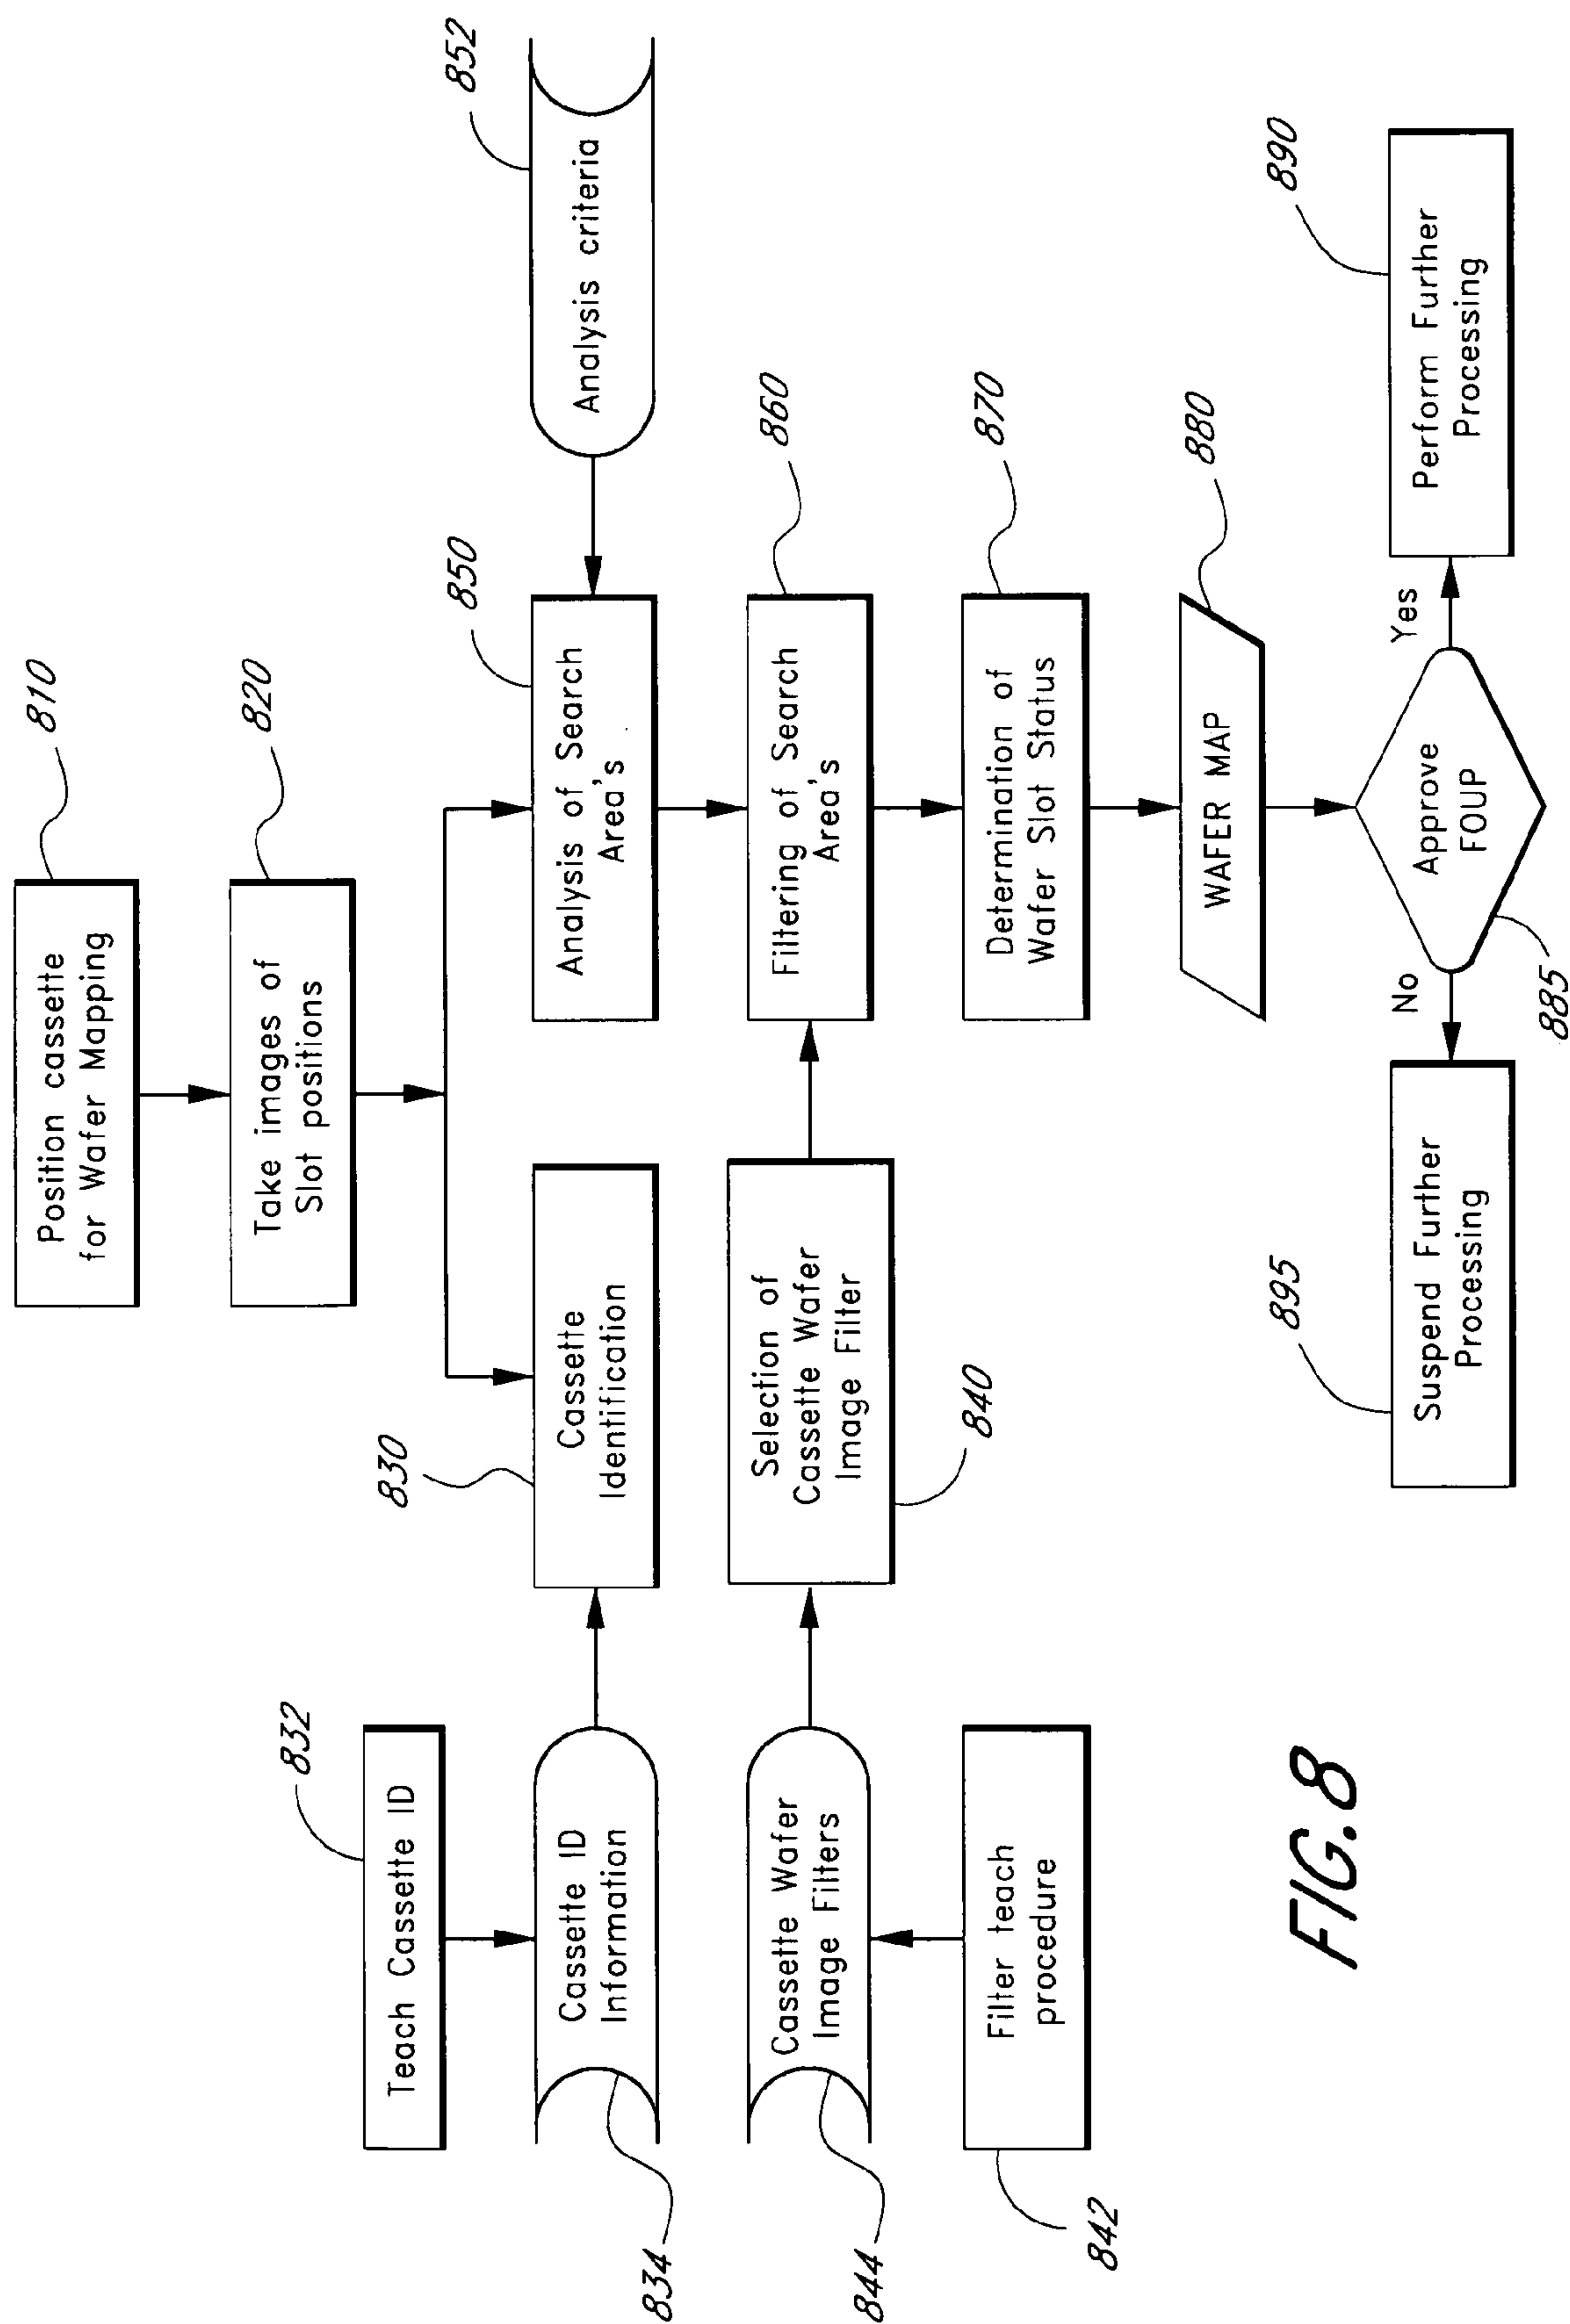 810
Position cassette
for Wafer Mapping
820
Take images of
Slot positions
832
Teach Cassette ID
834
Cassette ID
Information
830
Cassette
Identification
850
Analysis of Search
Area's
852
Analysis criteria
844
Cassette Wafer
Image Filters
842
Filter teach
procedure
840
Selection of
Cassette Wafer
Image Filter
860
Filtering of Search
Area's
870
Determination of
Wafer Slot Status
880
WAFER MAP
885
Approve
FOUP
No
Yes
895
Suspend Further
Processing
890
Perform Further
Processing
FIG.8